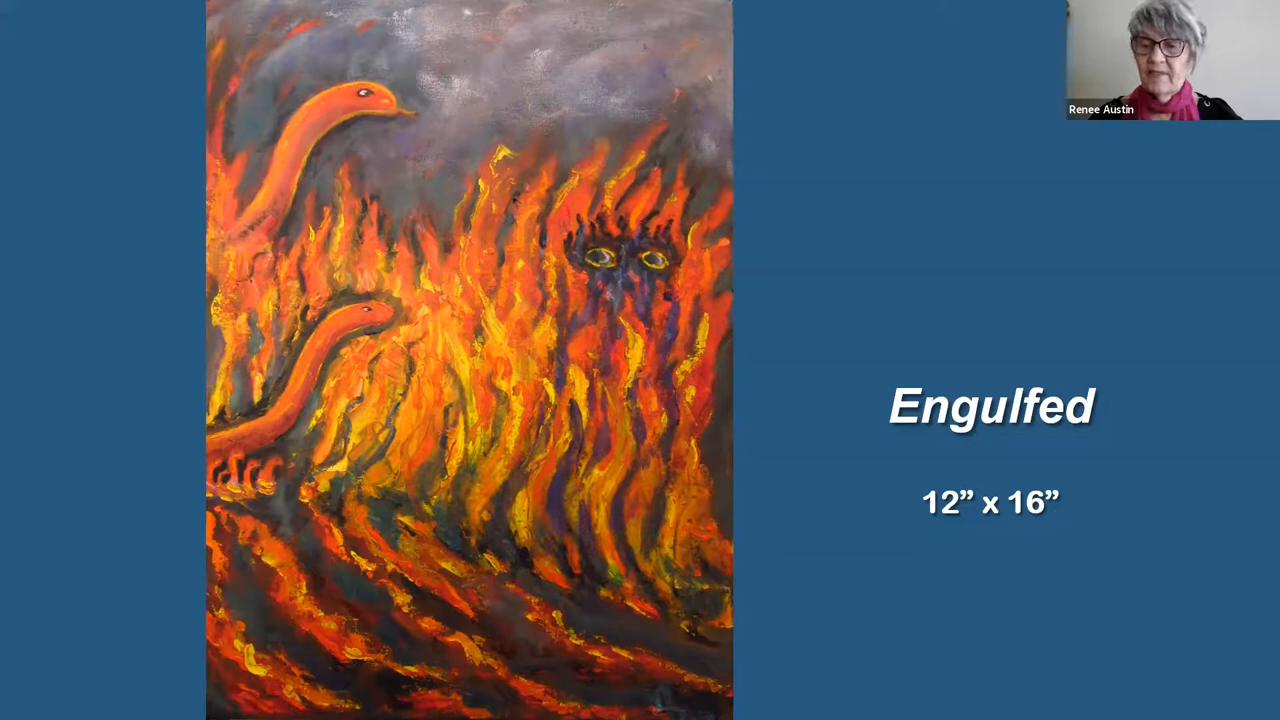 Renee Austin
Engulfed
12” x 16”